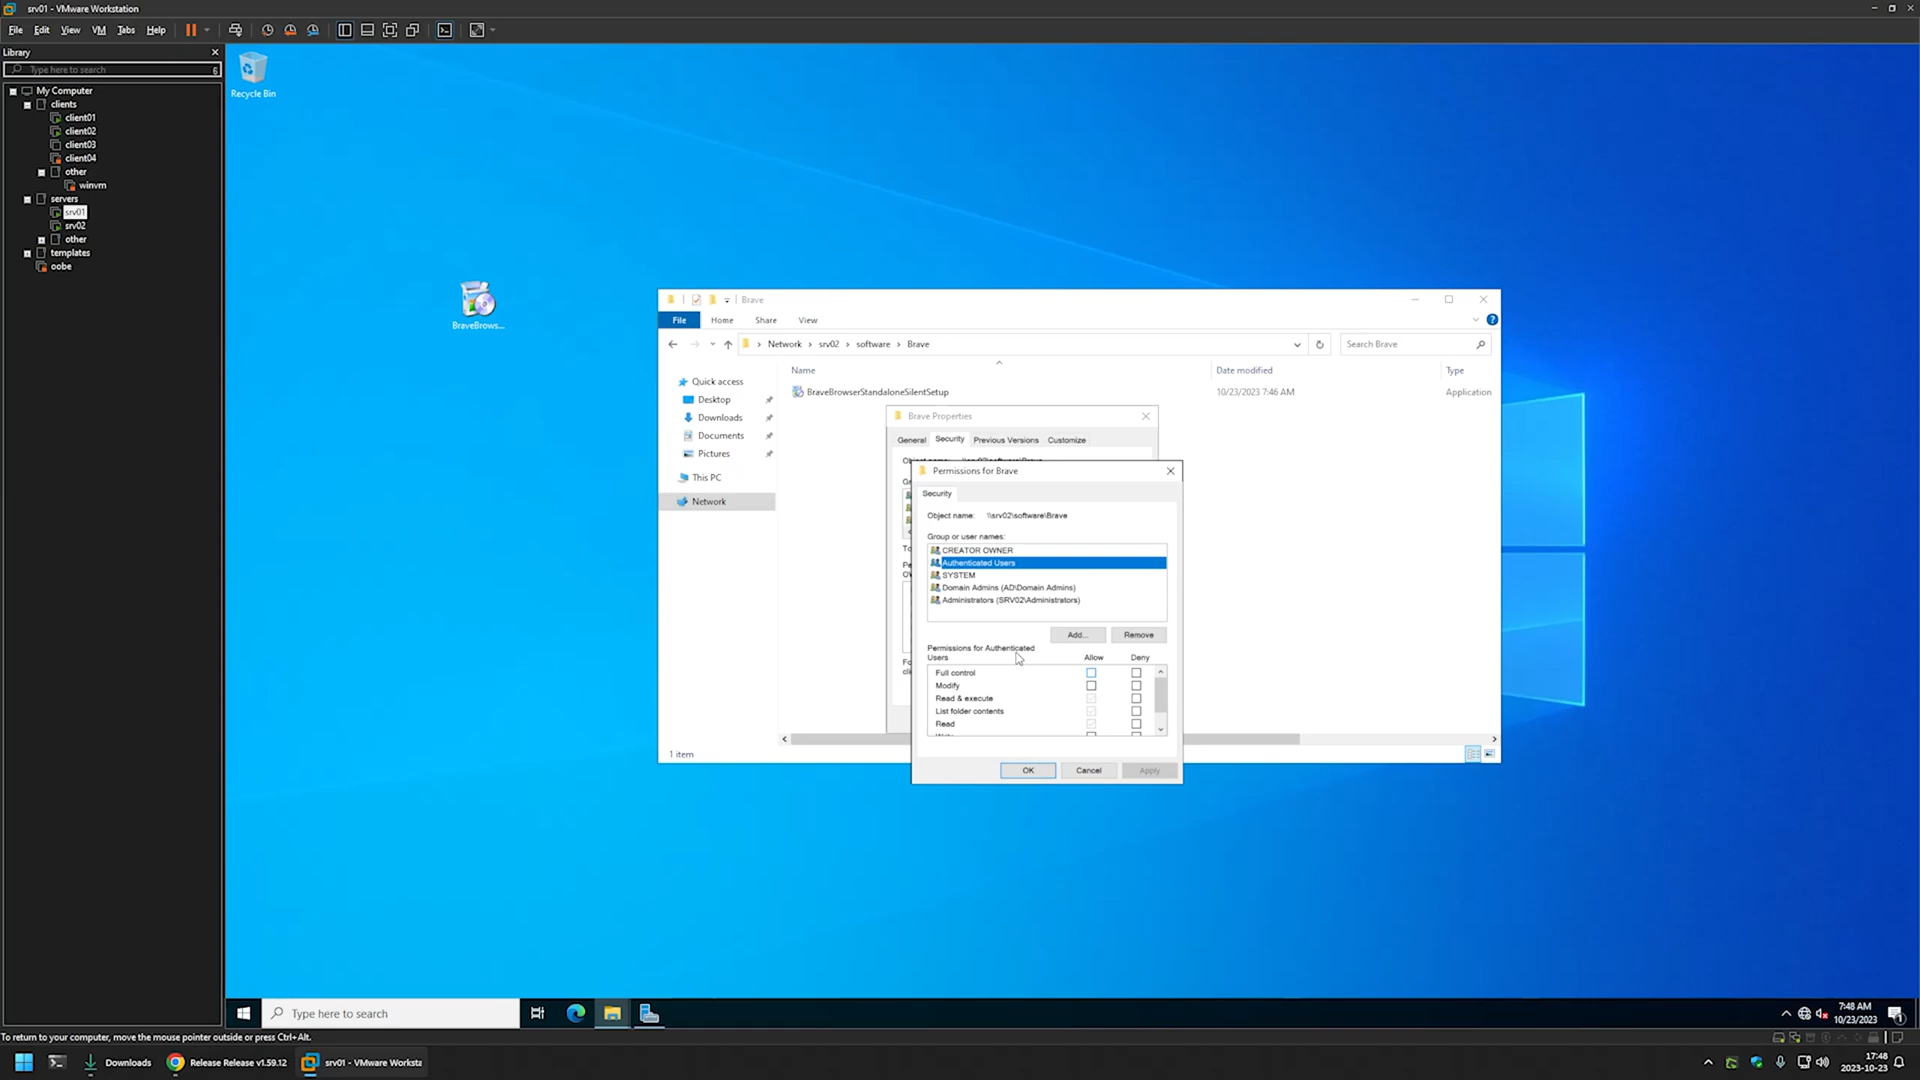 srv01 - VMware Workstation
File Edit View VM Tabs Help
Library
Type here to search
My Computer
clients
client01
client02
client03
client04
other
winvm
servers
srv01
srv02
other
templates
oobe
Recycle Bin
BraveBrows...
Brave
File Home Share View
Network › srv02 › software › Brave
Search Brave
Name Date modified Type
Quick access
Desktop
Downloads
Documents
Pictures
This PC
Network
BraveBrowserStandaloneSilentSetup 10/23/2023 7:46 AM Application
Brave Properties
General Security Previous Versions Customize
Permissions for Brave
Security
Object name: \\srv02\software\Brave
Group or user names:
CREATOR OWNER
Authenticated Users
SYSTEM
Domain Admins (AD\Domain Admins)
Administrators (SRV02\Administrators)
Add... Remove
Permissions for Authenticated
Users Allow Deny
Full control
Modify
Read & execute
List folder contents
Read
OK Cancel Apply
1 item
Type here to search
7:48 AM
10/23/2023
To return to your computer, move the mouse pointer outside or press Ctrl+Alt.
Downloads
Release Release v1.59.12
srv01 - VMware Worksta
17:48
2023-10-23